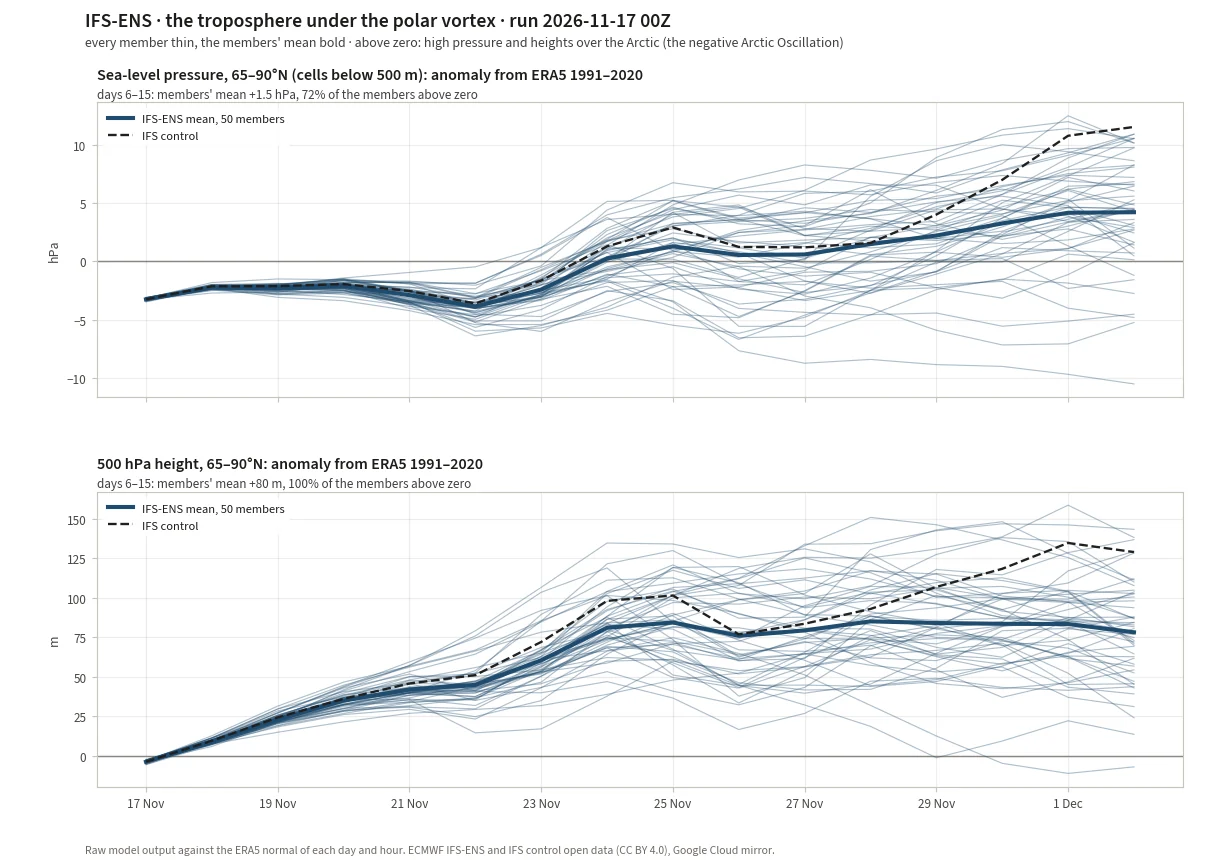 IFS-ENS · the troposphere under the polar vortex · run 2026-11-17 00Z
every member thin, the members' mean bold · above zero: high pressure and heights over the Arctic (the negative Arctic Oscillation)
Sea-level pressure, 65–90°N (cells below 500 m): anomaly from ERA5 1991–2020
days 6–15: members' mean +1.5 hPa, 72% of the members above zero
IFS-ENS mean, 50 members
IFS control
10
5
0
−5
−10
hPa
500 hPa height, 65–90°N: anomaly from ERA5 1991–2020
days 6–15: members' mean +80 m, 100% of the members above zero
IFS-ENS mean, 50 members
IFS control
150
125
100
75
50
25
0
m
17 Nov
19 Nov
21 Nov
23 Nov
25 Nov
27 Nov
29 Nov
1 Dec
Raw model output against the ERA5 normal of each day and hour. ECMWF IFS-ENS and IFS control open data (CC BY 4.0), Google Cloud mirror.